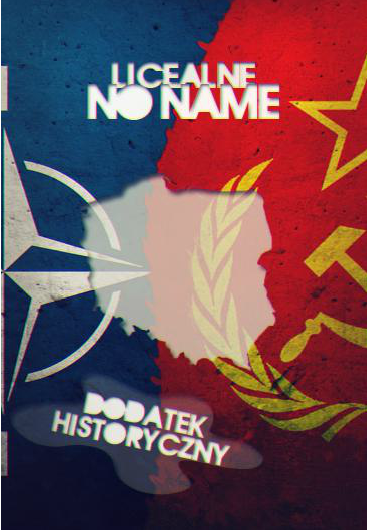 LICEALNE
NO NAME
DODATEK
HISTORYCZNY